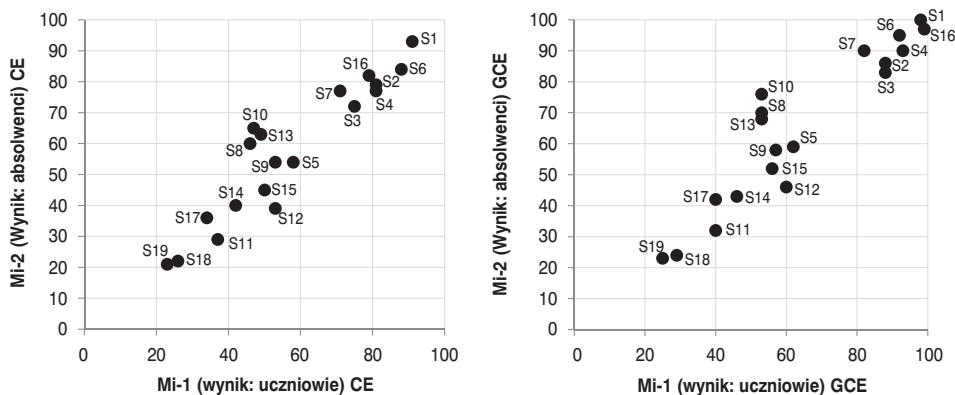 100
90
80
70
60
50
40
30
20
10
0
Mi-2 (Wynik: absolwenci) CE
S1
S16
S6
S2
S7
S4
S3
S10
S13
S8
S9
S5
S14
S15
S17
S12
S11
S19
S18
0 20 40 60 80 100
Mi-1 (wynik: uczniowie) CE
100
90
80
70
60
50
40
30
20
10
0
Mi-2 (Wynik: absolwenci) GCE
S1
S6
S16
S7
S4
S2
S3
S10
S8
S13
S5
S9
S15
S12
S17
S14
S11
S19
S18
0 20 40 60 80 100
Mi-1 (wynik: uczniowie) GCE